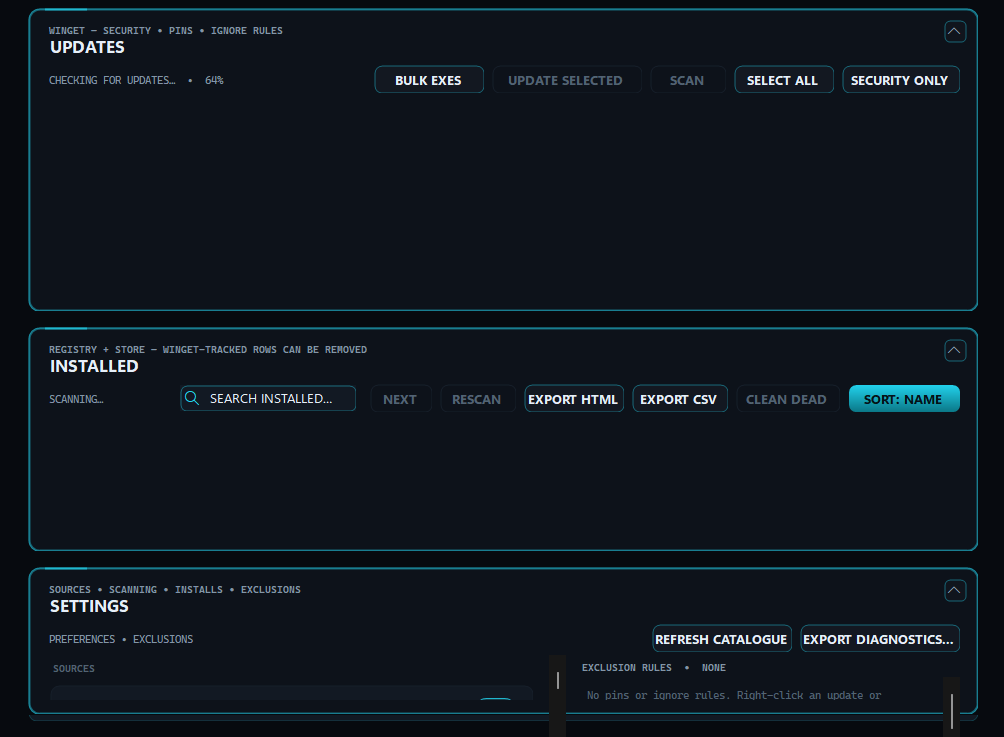 WINGET — SECURITY • PINS • IGNORE RULES
UPDATES
CHECKING FOR UPDATES… • 64%
BULK EXES
UPDATE SELECTED
SCAN
SELECT ALL
SECURITY ONLY
REGISTRY + STORE — WINGET-TRACKED ROWS CAN BE REMOVED
INSTALLED
SCANNING…
SEARCH INSTALLED...
NEXT
RESCAN
EXPORT HTML
EXPORT CSV
CLEAN DEAD
SORT: NAME
SOURCES • SCANNING • INSTALLS • EXCLUSIONS
SETTINGS
PREFERENCES • EXCLUSIONS
REFRESH CATALOGUE
EXPORT DIAGNOSTICS...
SOURCES
EXCLUSION RULES • NONE
No pins or ignore rules. Right-click an update or